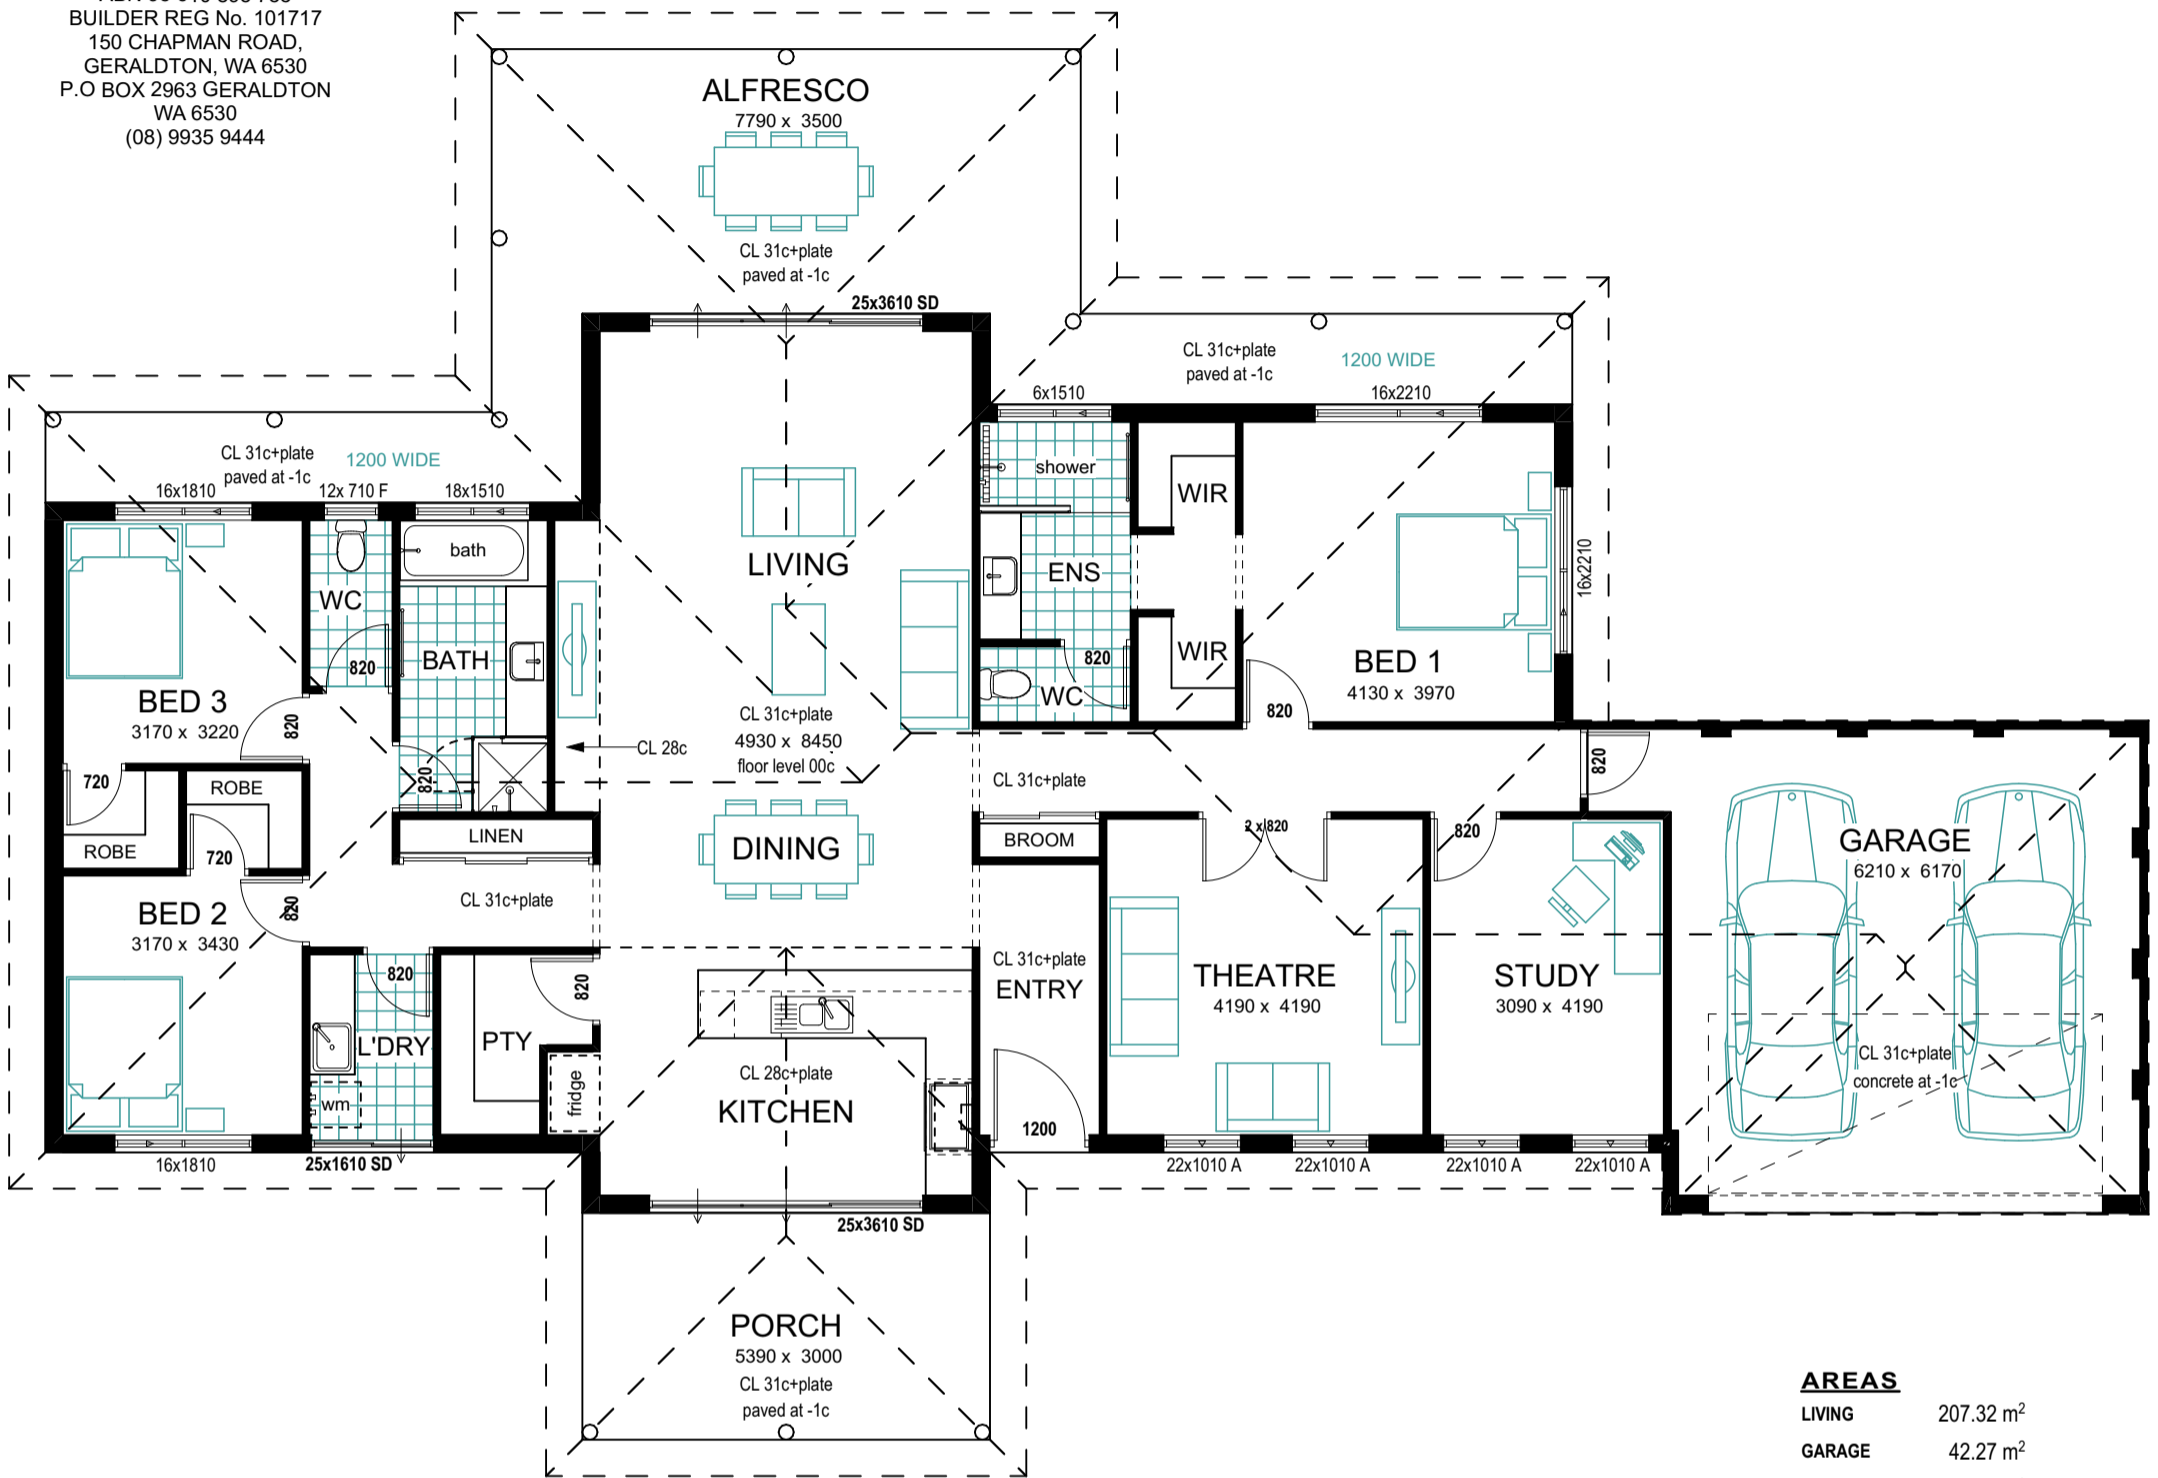 BUILDER REG No. 101717
150 CHAPMAN ROAD,
GERALDTON, WA 6530
P.O BOX 2963 GERALDTON
WA 6530
(08) 9935 9444
ALFRESCO
7790 x 3500
CL 31c+plate
paved at -1c
25x3610 SD
CL 31c+plate
paved at -1c
1200 WIDE
6x1510
16x2210
CL 31c+plate
paved at -1c
1200 WIDE
16x1810
12x 710 F
18x1510
shower
WIR
bath
LIVING
ENS
16x2210
WC
BATH
820
820
WIR
BED 1
4130 x 3970
WC
BED 3
3170 x 3220
820
CL 31c+plate
4930 x 8450
floor level 00c
CL 28c
820
820
820
720
ROBE
CL 31c+plate
ROBE
720
LINEN
DINING
BROOM
2 x 820
820
GARAGE
6210 x 6170
BED 2
3170 x 3430
820
CL 31c+plate
CL 31c+plate
ENTRY
THEATRE
4190 x 4190
STUDY
3090 x 4190
820
820
PTY
L'DRY
wm
fridge
CL 28c+plate
KITCHEN
1200
CL 31c+plate
concrete at -1c
16x1810
25x1610 SD
22x1010 A
22x1010 A
22x1010 A
22x1010 A
25x3610 SD
PORCH
5390 x 3000
CL 31c+plate
paved at -1c
AREAS
LIVING 207.32 m²
GARAGE 42.27 m²